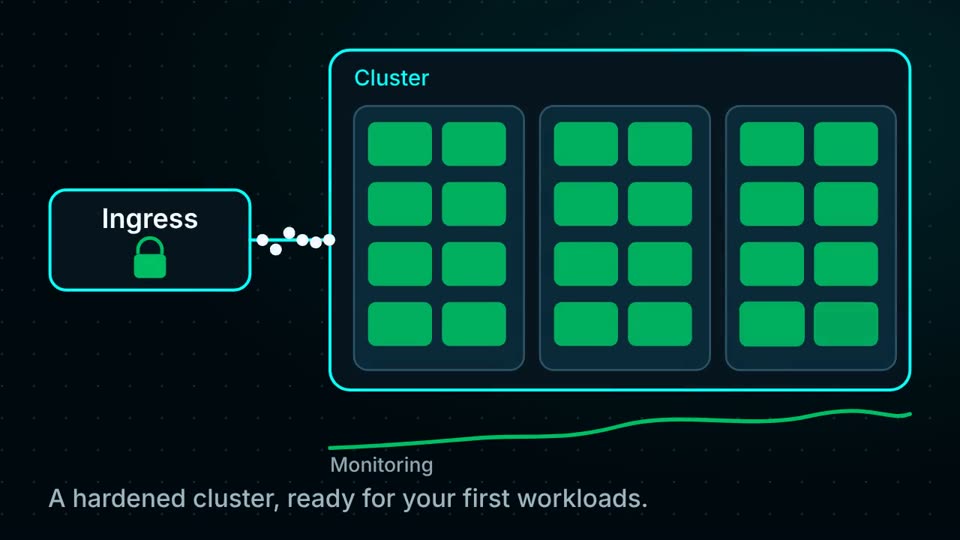 Cluster
Ingress
Monitoring
A hardened cluster, ready for your first workloads.